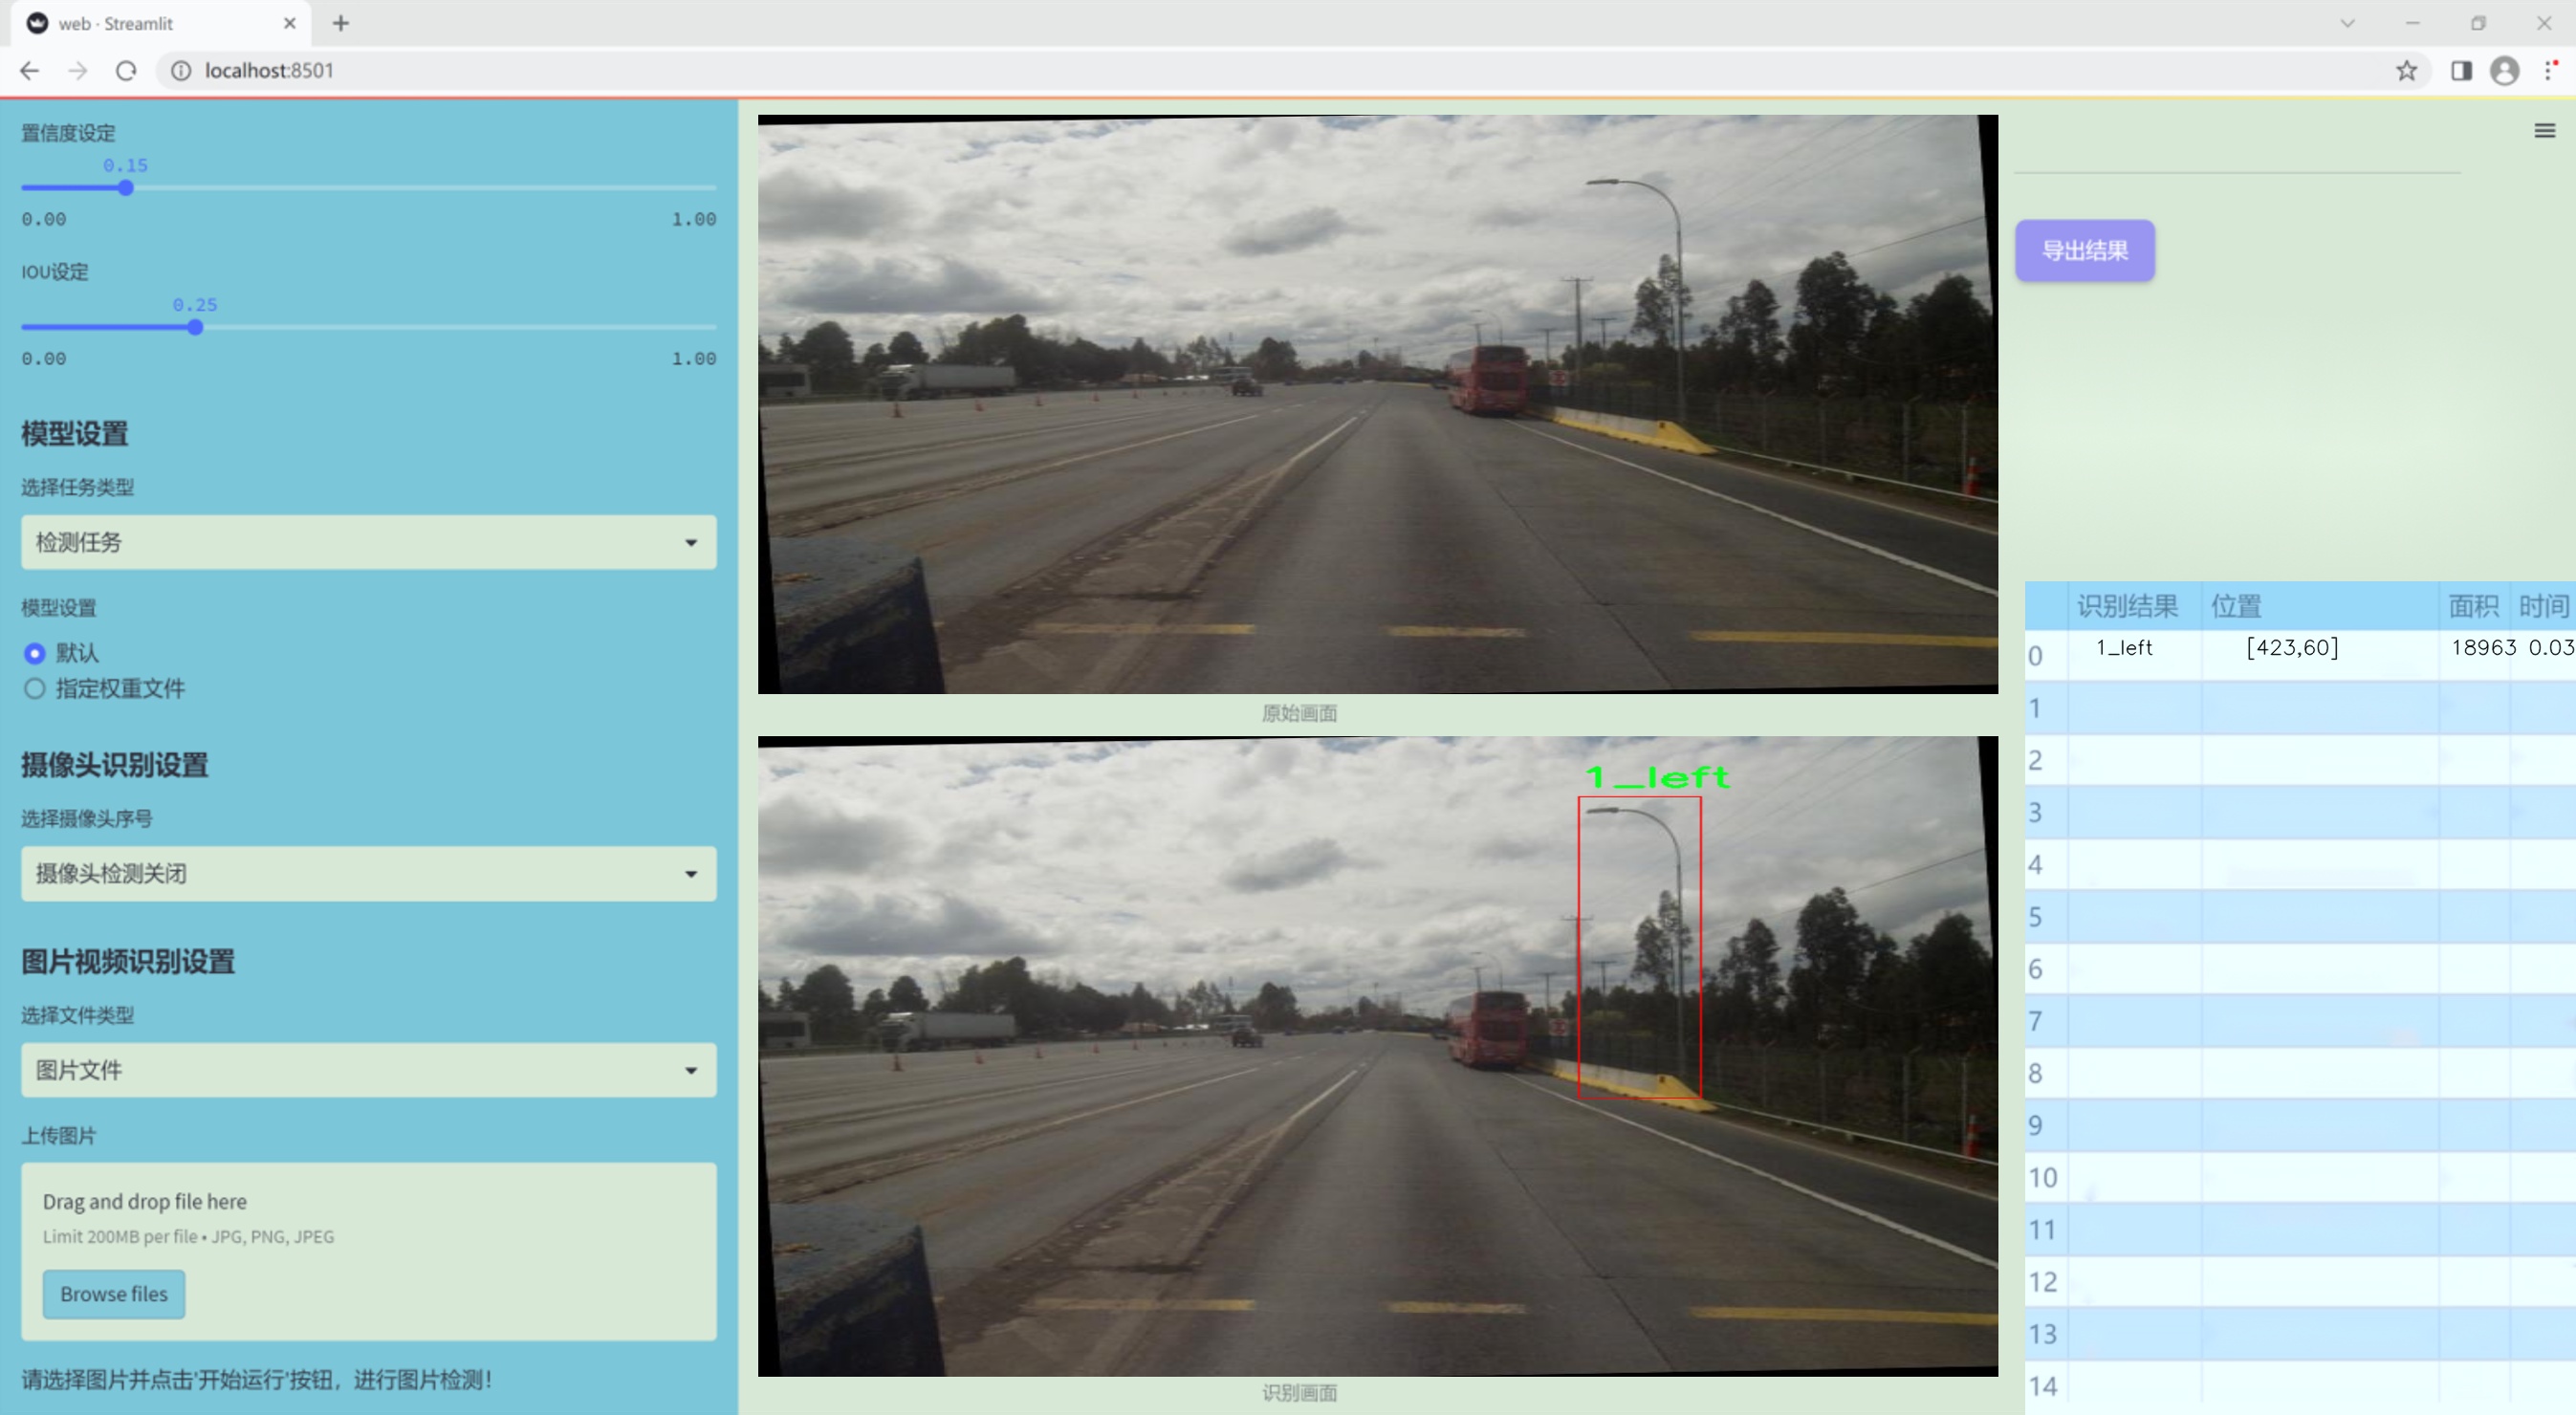 web · Streamlit
localhost:8501
置信度设定
0.15
0.00 1.00
IOU设定
0.25
0.00 1.00
模型设置
选择任务类型
检测任务
模型设置
默认
指定权重文件
摄像头识别设置
选择摄像头序号
摄像头检测关闭
图片视频识别设置
选择文件类型
图片文件
上传图片
Drag and drop file here
Limit 200MB per file • JPG, PNG, JPEG
Browse files
请选择图片并点击'开始运行'按钮，进行图片检测！
原始画面
1_left
识别画面
导出结果
识别结果 位置 面积 时间
0 1_left [423,60] 18963 0.03
1
2
3
4
5
6
7
8
9
10
11
12
13
14